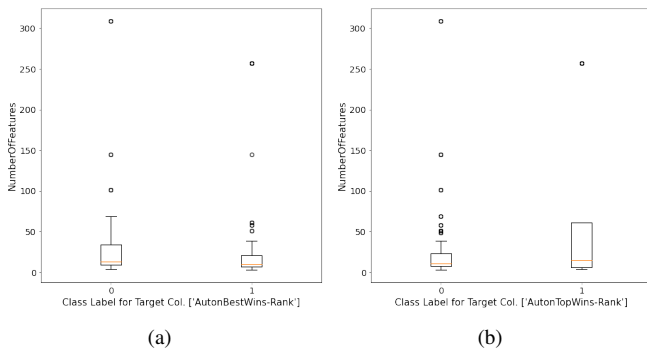 300
250
200
150
100
50
0
NumberOfFeatures
0 1
Class Label for Target Col. ['AutonBestWins-Rank']
(a)
300
250
200
150
100
50
0
NumberOfFeatures
0 1
Class Label for Target Col. ['AutonTopWins-Rank']
(b)